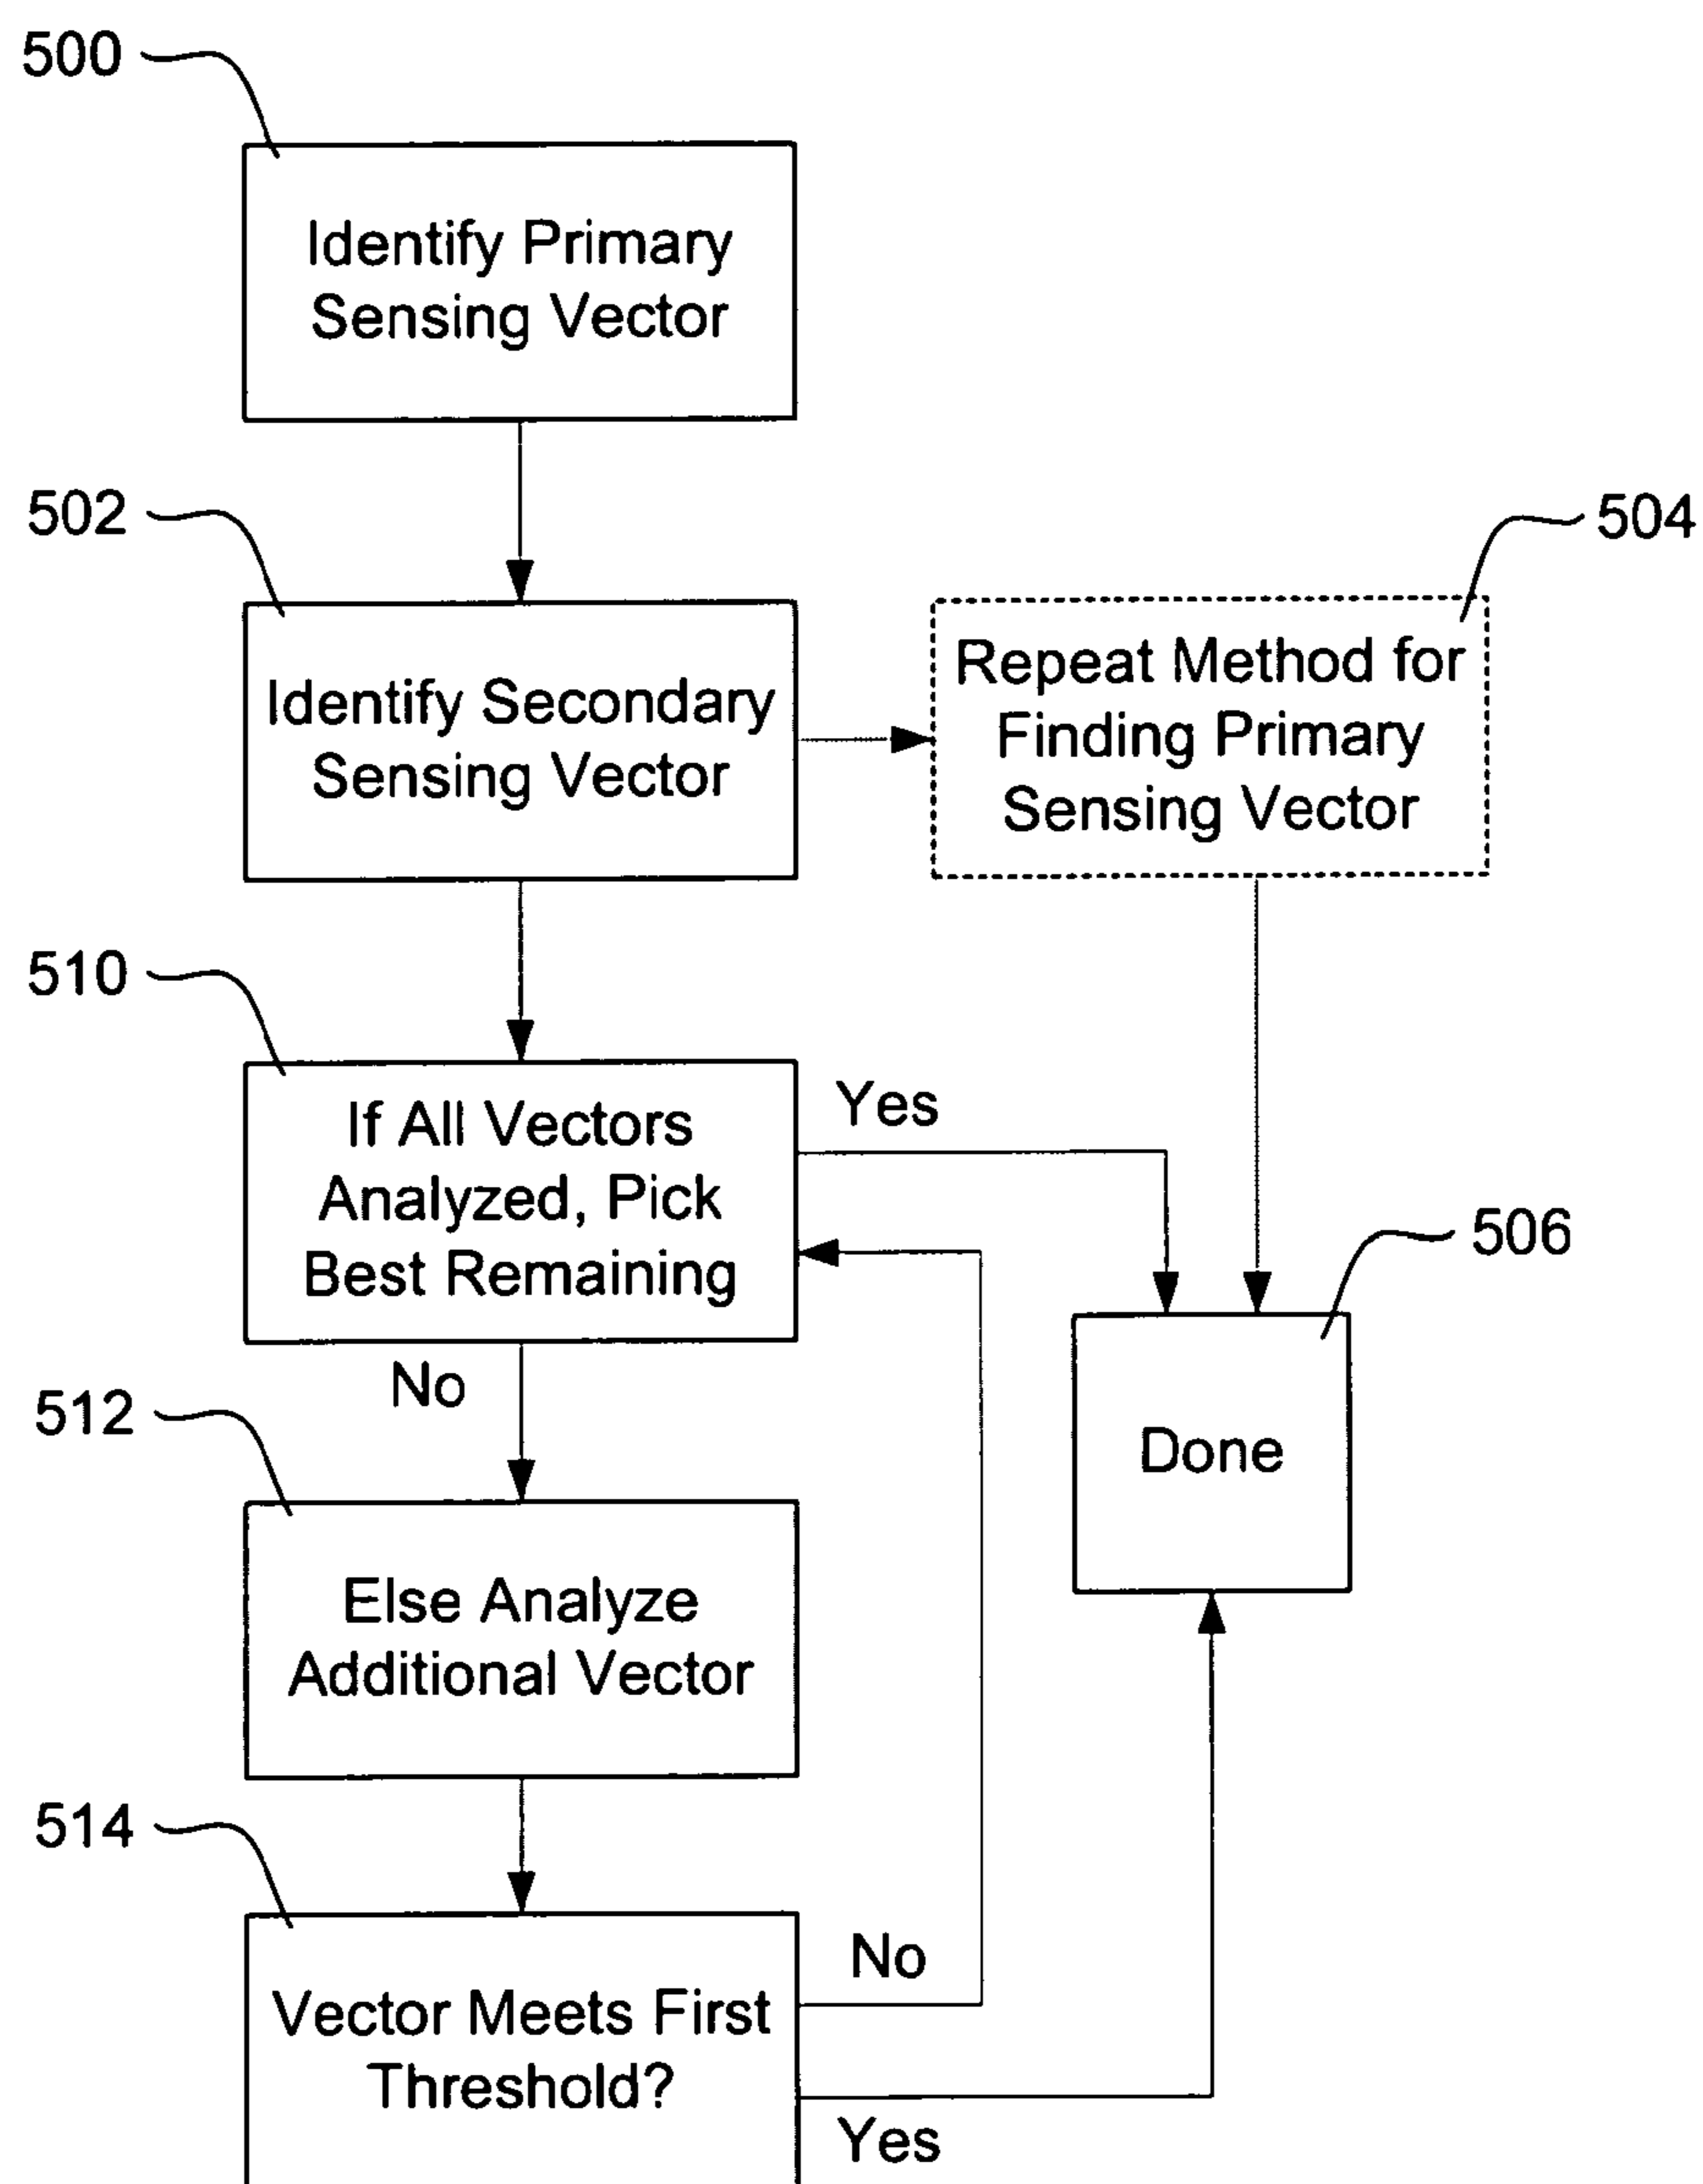 500
Identify Primary
Sensing Vector
502
Identify Secondary
Sensing Vector
504
Repeat Method for
Finding Primary
Sensing Vector
510
If All Vectors
Analyzed, Pick
Best Remaining
Yes
No
506
Done
512
Else Analyze
Additional Vector
514
Vector Meets First
Threshold?
No
Yes